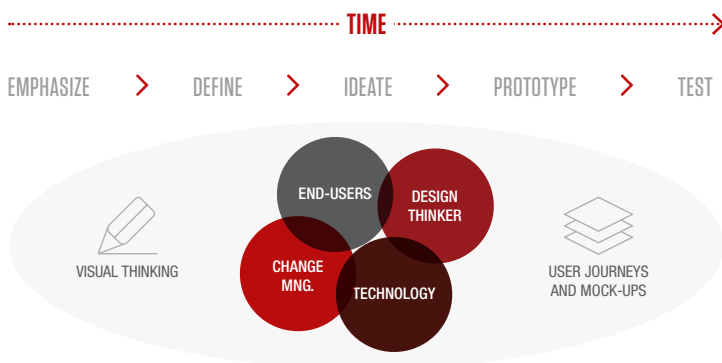 TIME
EMPHASIZE > DEFINE > IDEATE > PROTOTYPE > TEST
END-USERS
DESIGN
THINKER
VISUAL THINKING
CHANGE
MNG.
TECHNOLOGY
USER JOURNEYS
AND MOCK-UPS